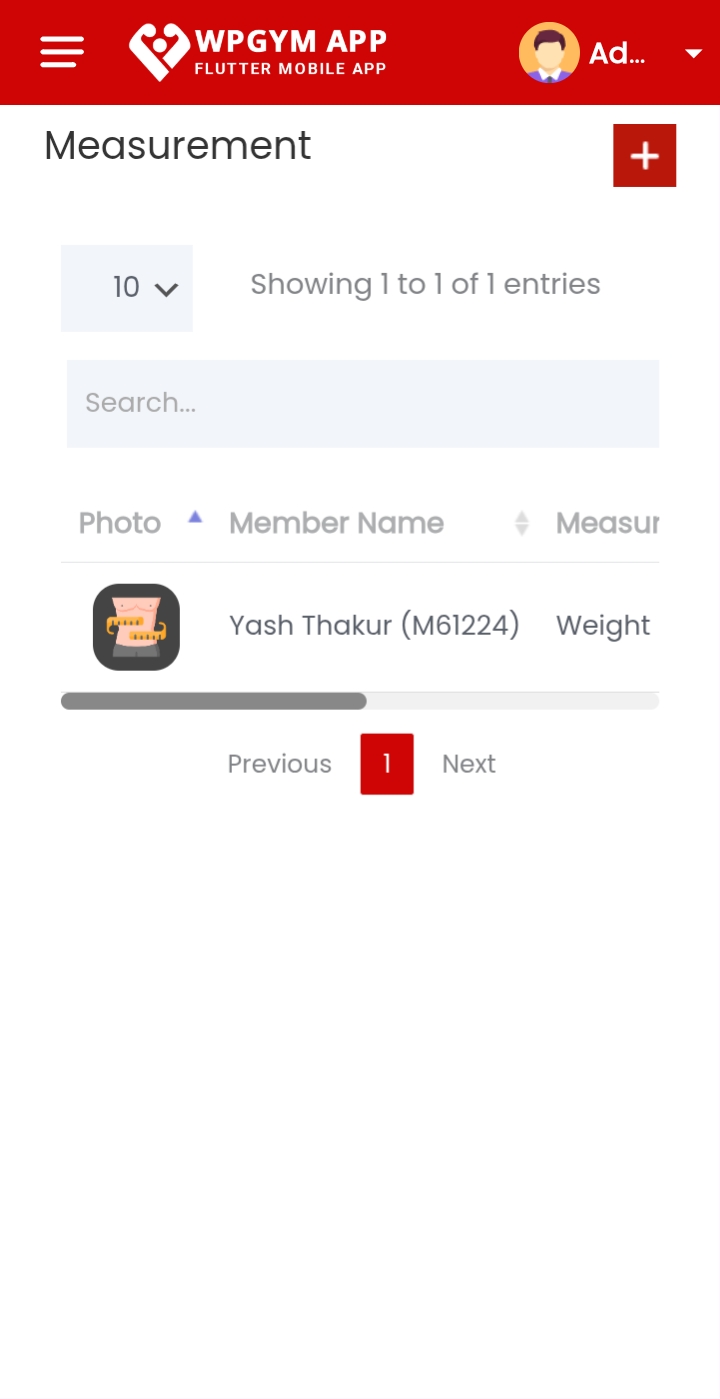 WPGYM APP
FLUTTER MOBILE APP
Ad...
Measurement
+
10
Showing 1 to 1 of 1 entries
Search...
Photo Member Name Measur
Yash Thakur (M61224) Weight
Previous 1 Next